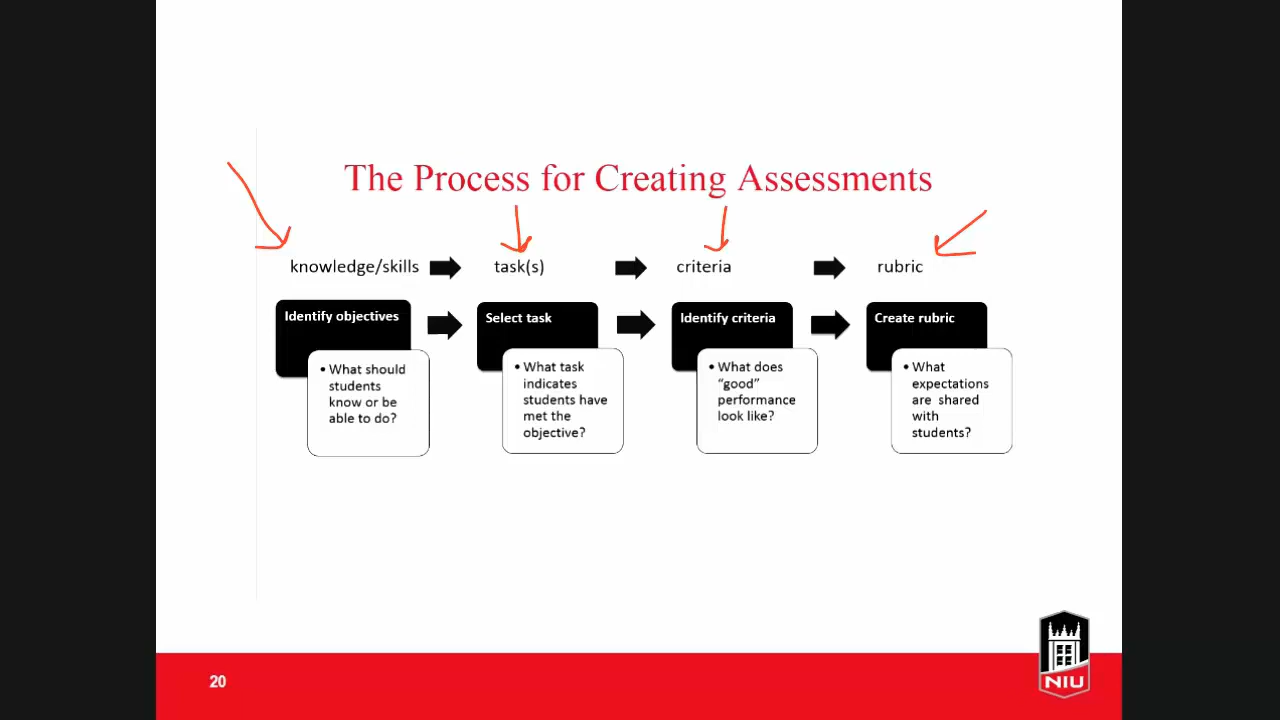 The Process for Creating Assessments
knowledge/skills
task(s)
criteria
rubric
Identify objectives
• What should
students
know or be
able to do?
Select task
• What task
indicates
students have
met the
objective?
Identify criteria
• What does
“good”
performance
look like?
Create rubric
• What
expectations
are shared
with
students?
20
NIU